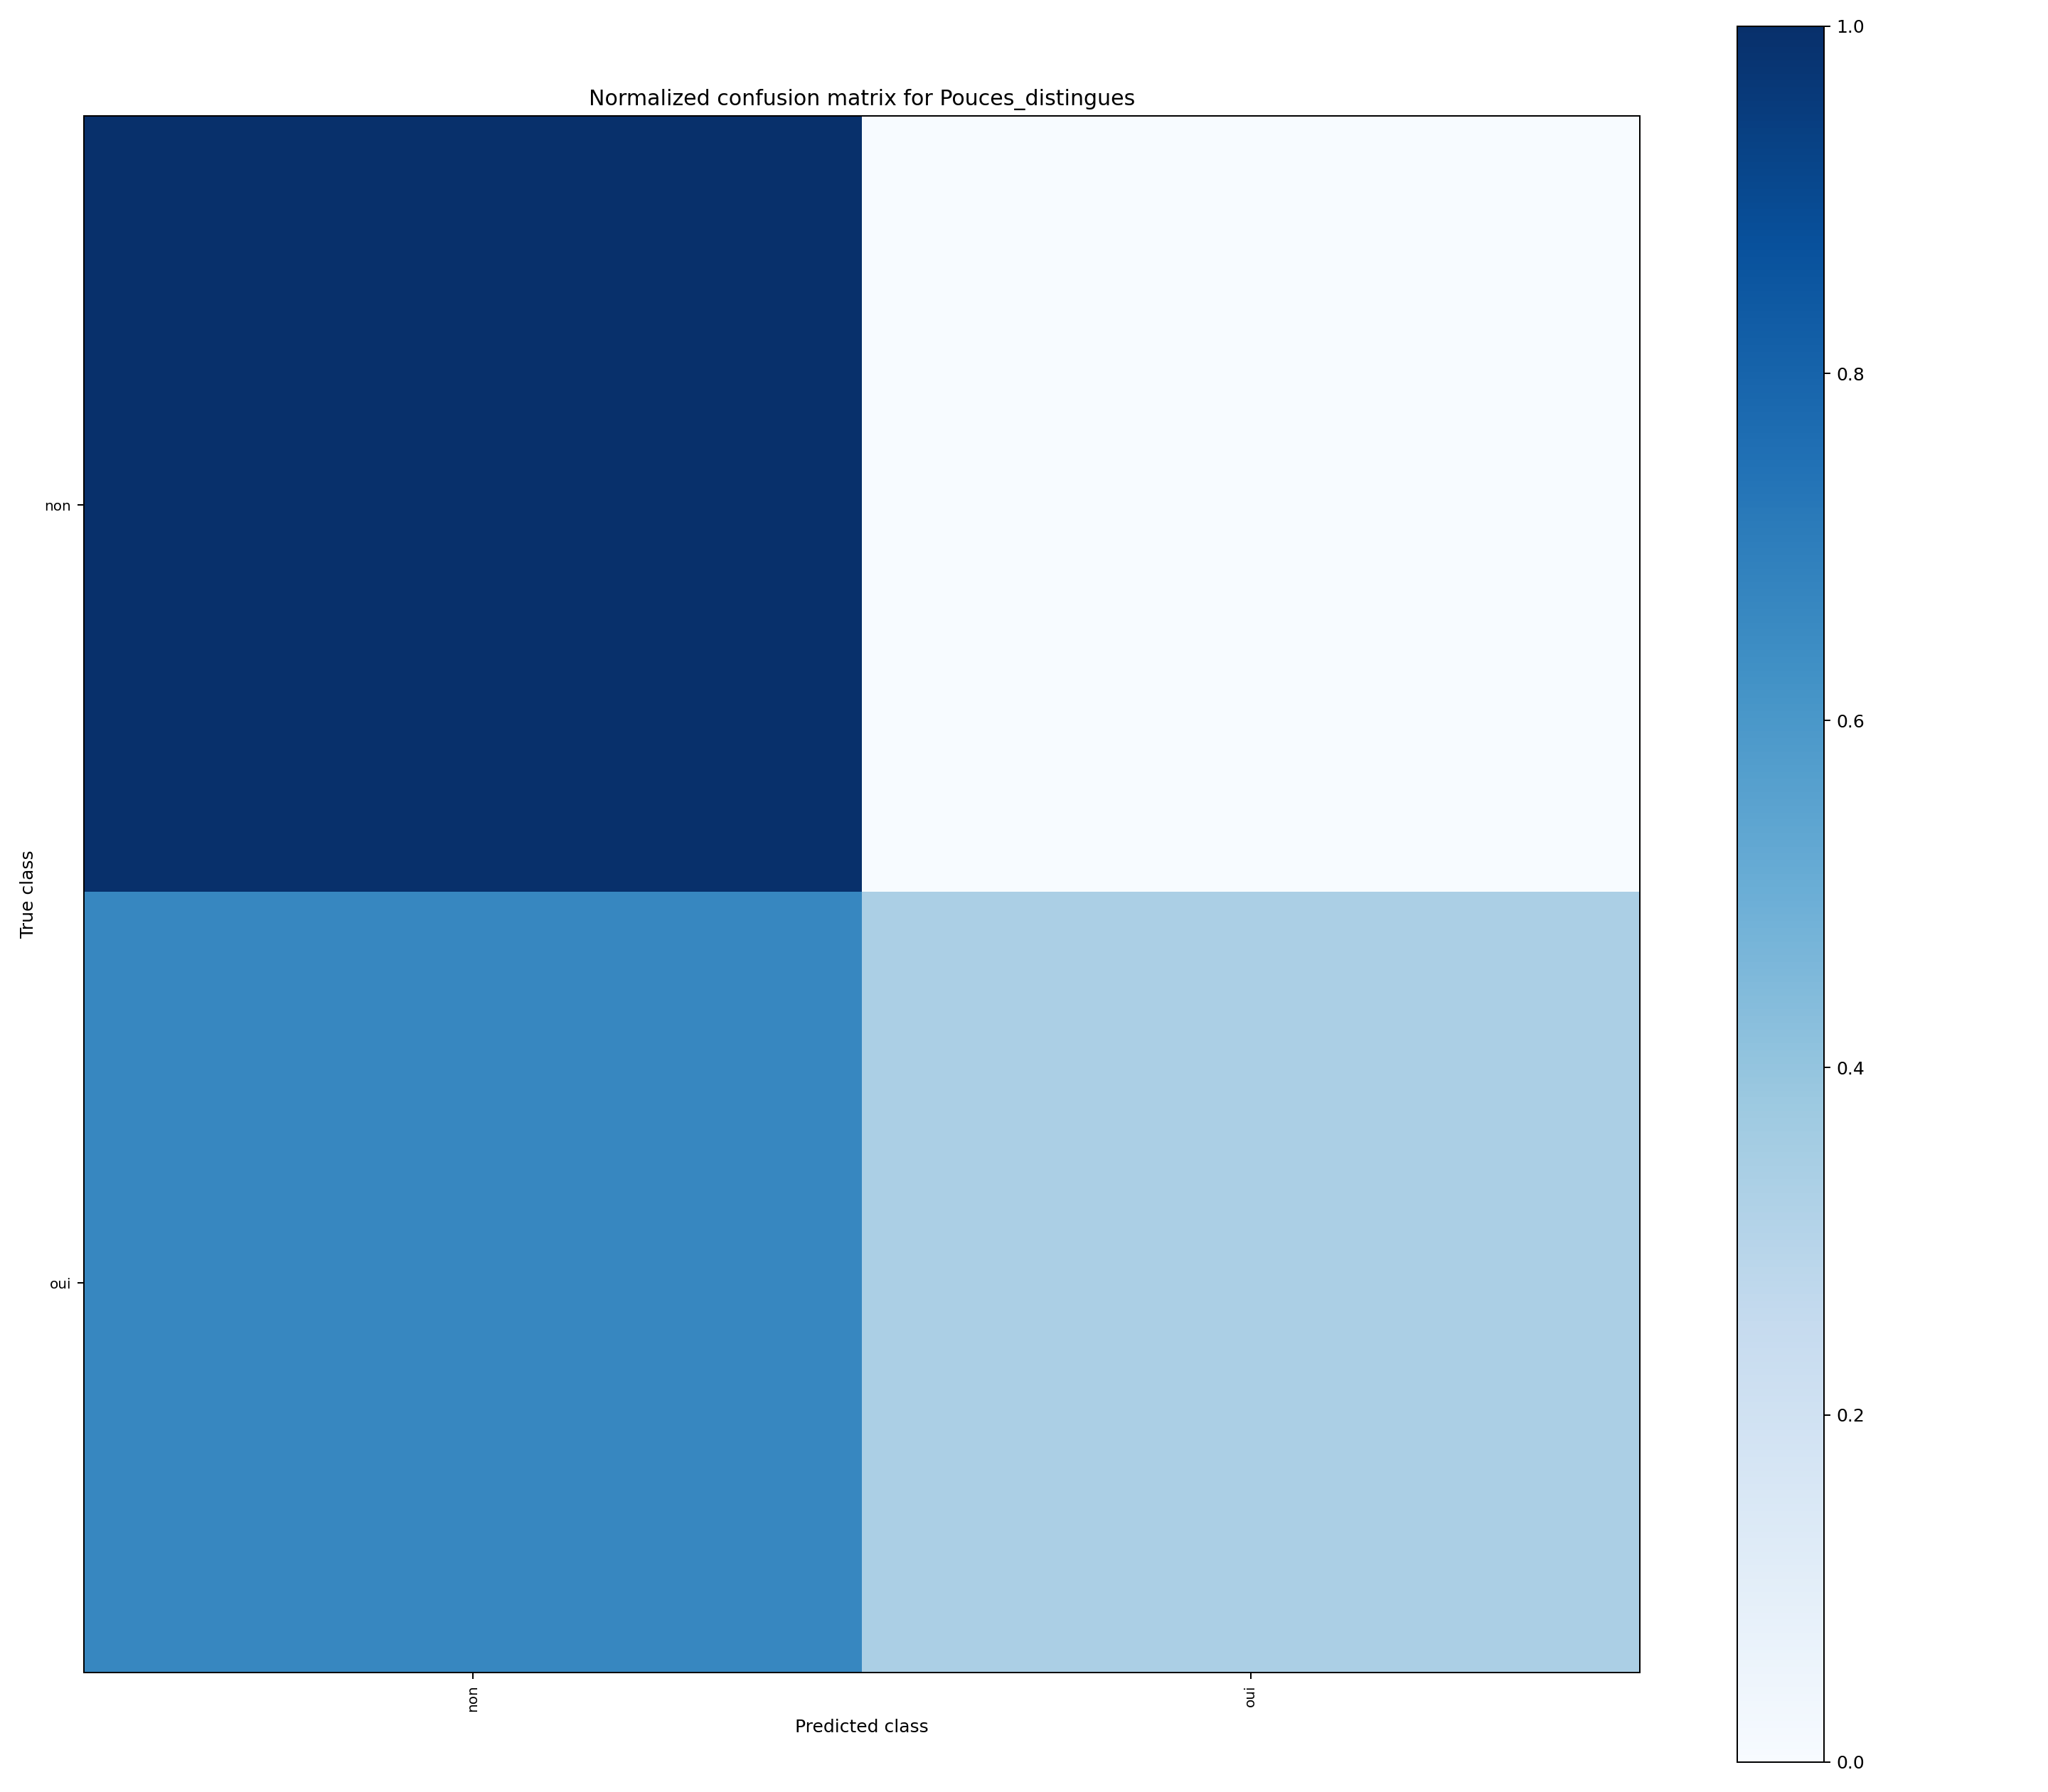 Normalized confusion matrix for Pouces_distingues
True class
non
oui
non
oui
Predicted class
1.0
0.8
0.6
0.4
0.2
0.0